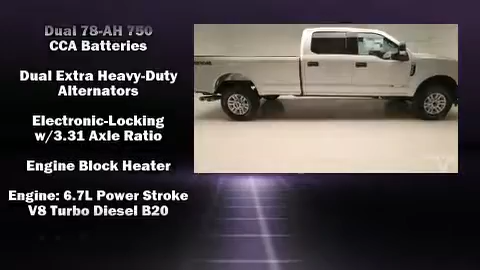 Dual 78-AH 750
CCA Batteries
Dual Extra Heavy-Duty
Alternators
Electronic-Locking
w/3.31 Axle Ratio
Engine Block Heater
Engine: 6.7L Power Stroke
V8 Turbo Diesel B20